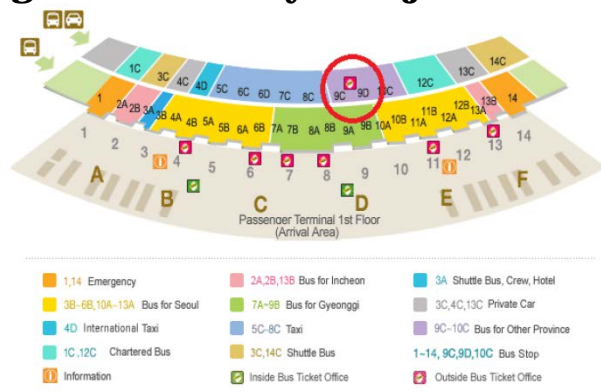 1C 3C 4C 4D 5C 6C 6D 7C 8C 9C 9D 10C 12C 13C 14C
1 2A 2B 3A 3B 4A 4B 5A 5B 6A 6B 7A 7B 8A 8B 9A 9B 10A 10B 11A 11B 12A 12B 13A 13B 14
1 2 3 4 5 6 7 8 9 10 11 12 13 14
A B C D E F
Passenger Terminal 1st Floor
(Arrival Area)
1,14 Emergency
2A,2B,13B Bus for Incheon
3A Shuttle Bus, Crew, Hotel
3B~6B,10A~13A Bus for Seoul
7A~9B Bus for Gyeonggi
3C,4C,13C Private Car
4D International Taxi
5C~8C Taxi
9C~10C Bus for Other Province
1C ,12C Chartered Bus
3C,14C Shuttle Bus
1~14, 9C,9D,10C Bus Stop
Information
Inside Bus Ticket Office
Outside Bus Ticket Office